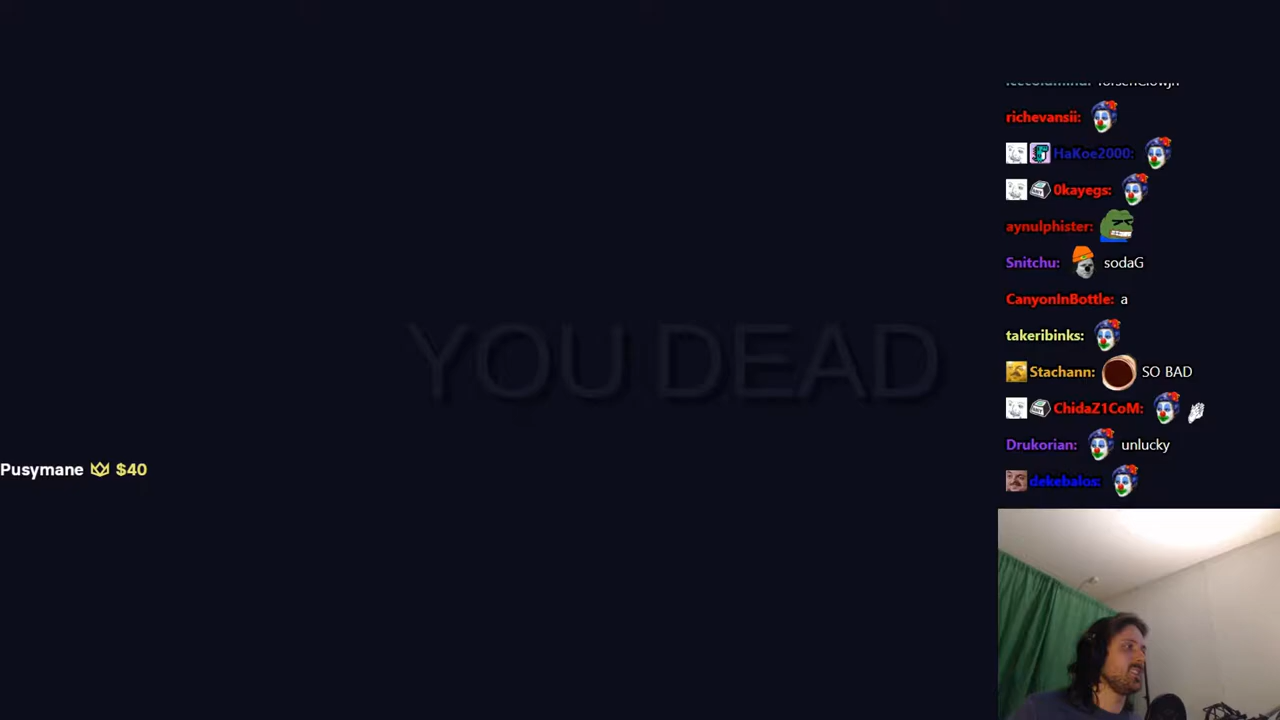 richevansii:
HaKoe2000:
0kayegs:
aynulphister:
Snitchu: sodaG
CanyonInBottle: a
takeribinks:
YOU DEAD
Stachann: SO BAD
ChidaZ1CoM:
Drukorian: unlucky
Pusymane $40
dekebalos: